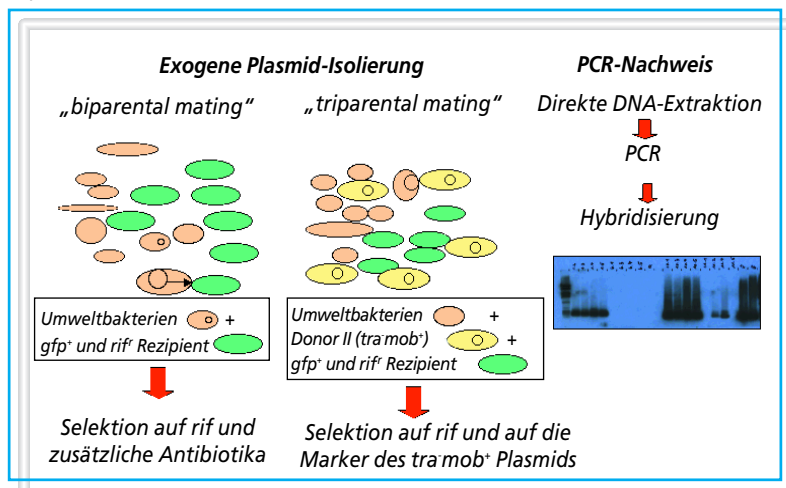 Exogene Plasmid-Isolierung
„biparental mating“
„triparental mating“
Umweltbakterien +
gfp⁺ und rifʳ Rezipient
Umweltbakterien +
Donor II (tra⁻mob⁺) +
gfp⁺ und rifʳ Rezipient
Selektion auf rif und
zusätzliche Antibiotika
Selektion auf rif und auf die
Marker des tra⁻mob⁺ Plasmids
PCR-Nachweis
Direkte DNA-Extraktion
PCR
Hybridisierung